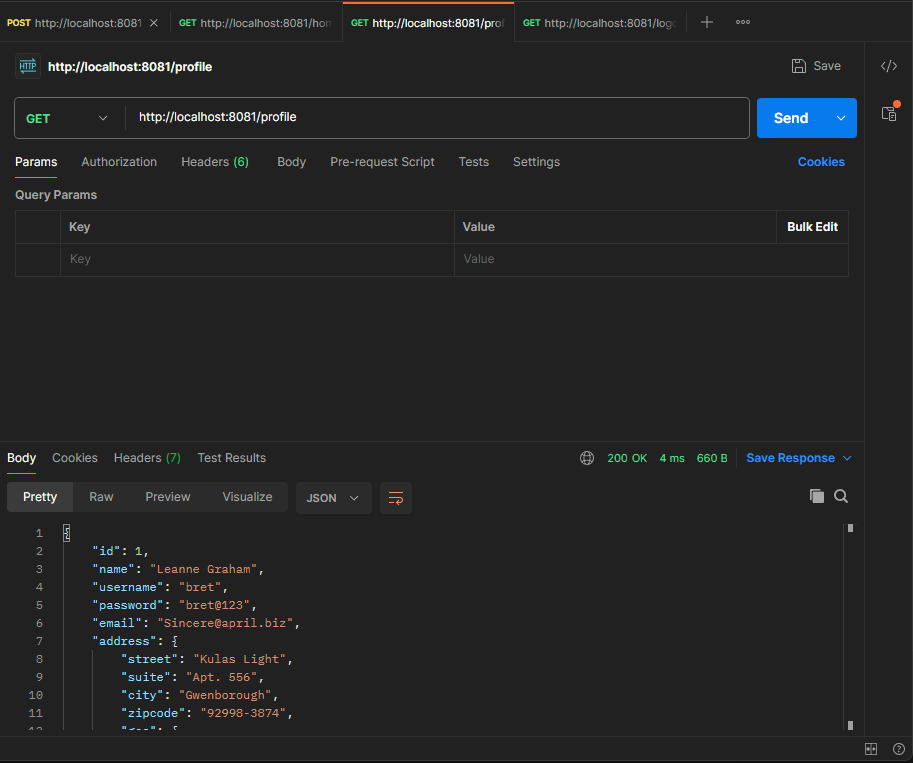 POST http://localhost:8081 GET http://localhost:8081/hom GET http://localhost:8081/prof GET http://localhost:8081/logo
HTTP http://localhost:8081/profile Save </>
GET http://localhost:8081/profile Send
Params Authorization Headers (6) Body Pre-request Script Tests Settings Cookies
Query Params
Key Value Bulk Edit
Key Value
Body Cookies Headers (7) Test Results 200 OK 4 ms 660 B Save Response
Pretty Raw Preview Visualize JSON
1 {
2 "id": 1,
3 "name": "Leanne Graham",
4 "username": "bret",
5 "password": "bret@123",
6 "email": "Sincere@april.biz",
7 "address": {
8 "street": "Kulas Light",
9 "suite": "Apt. 556",
10 "city": "Gwenborough",
11 "zipcode": "92998-3874",
12 "geo": {